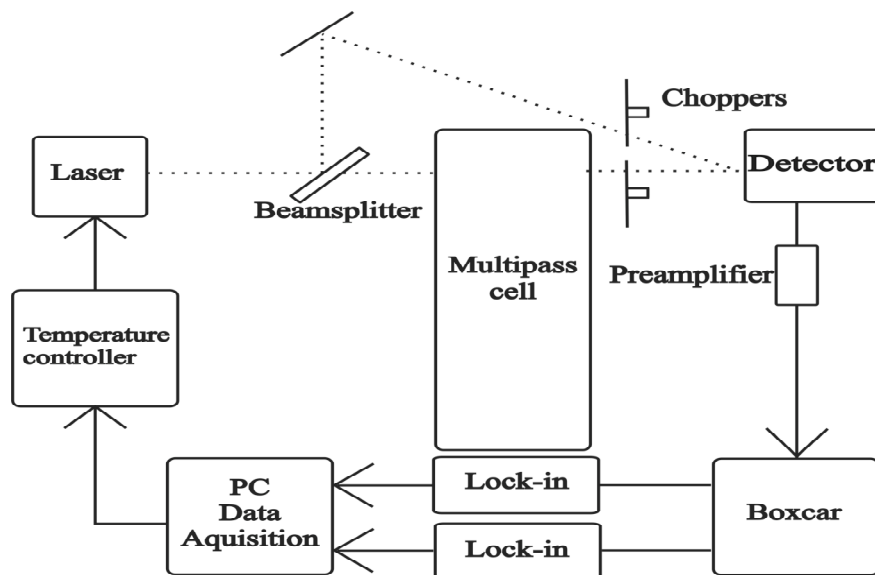 Choppers
Laser
Detector
Beamsplitter
Multipass
cell
Preamplifier
Temperature
controller
PC
Data
Aquisition
Lock-in
Lock-in
Boxcar